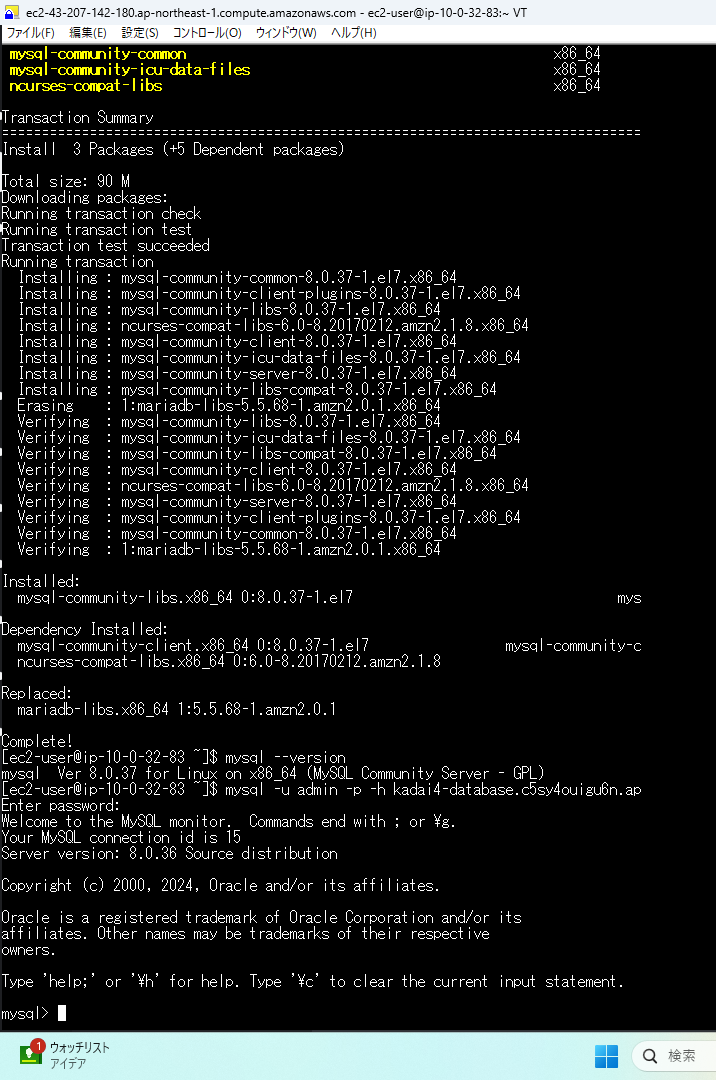 ec2-43-207-142-180.ap-northeast-1.compute.amazonaws.com - ec2-user@ip-10-0-32-83:~ VT
ファイル(F) 編集(E) 設定(S) コントロール(O) ウィンドウ(W) ヘルプ(H)
mysql-community-common x86_64
mysql-community-icu-data-files x86_64
ncurses-compat-libs x86_64
Transaction Summary
================================================================================
Install  3 Packages (+5 Dependent packages)
Total size: 90 M
Downloading packages:
Running transaction check
Running transaction test
Transaction test succeeded
Running transaction
  Installing : mysql-community-common-8.0.37-1.el7.x86_64
  Installing : mysql-community-client-plugins-8.0.37-1.el7.x86_64
  Installing : mysql-community-libs-8.0.37-1.el7.x86_64
  Installing : ncurses-compat-libs-6.0-8.20170212.amzn2.1.8.x86_64
  Installing : mysql-community-client-8.0.37-1.el7.x86_64
  Installing : mysql-community-icu-data-files-8.0.37-1.el7.x86_64
  Installing : mysql-community-server-8.0.37-1.el7.x86_64
  Installing : mysql-community-libs-compat-8.0.37-1.el7.x86_64
  Erasing    : 1:mariadb-libs-5.5.68-1.amzn2.0.1.x86_64
  Verifying  : mysql-community-libs-8.0.37-1.el7.x86_64
  Verifying  : mysql-community-icu-data-files-8.0.37-1.el7.x86_64
  Verifying  : mysql-community-libs-compat-8.0.37-1.el7.x86_64
  Verifying  : mysql-community-client-8.0.37-1.el7.x86_64
  Verifying  : ncurses-compat-libs-6.0-8.20170212.amzn2.1.8.x86_64
  Verifying  : mysql-community-server-8.0.37-1.el7.x86_64
  Verifying  : mysql-community-client-plugins-8.0.37-1.el7.x86_64
  Verifying  : mysql-community-common-8.0.37-1.el7.x86_64
  Verifying  : 1:mariadb-libs-5.5.68-1.amzn2.0.1.x86_64
Installed:
  mysql-community-libs.x86_64 0:8.0.37-1.el7 mys
Dependency Installed:
  mysql-community-client.x86_64 0:8.0.37-1.el7 mysql-community-c
  ncurses-compat-libs.x86_64 0:6.0-8.20170212.amzn2.1.8
Replaced:
  mariadb-libs.x86_64 1:5.5.68-1.amzn2.0.1
Complete!
[ec2-user@ip-10-0-32-83 ~]$ mysql --version
mysql  Ver 8.0.37 for Linux on x86_64 (MySQL Community Server - GPL)
[ec2-user@ip-10-0-32-83 ~]$ mysql -u admin -p -h kadai4-database.c5sy4ouigu6n.ap
Enter password:
Welcome to the MySQL monitor.  Commands end with ; or ¥g.
Your MySQL connection id is 15
Server version: 8.0.36 Source distribution
Copyright (c) 2000, 2024, Oracle and/or its affiliates.
Oracle is a registered trademark of Oracle Corporation and/or its
affiliates. Other names may be trademarks of their respective
owners.
Type 'help;' or '¥h' for help. Type '¥c' to clear the current input statement.
mysql>
1
ウォッチリスト
アイデア
検索